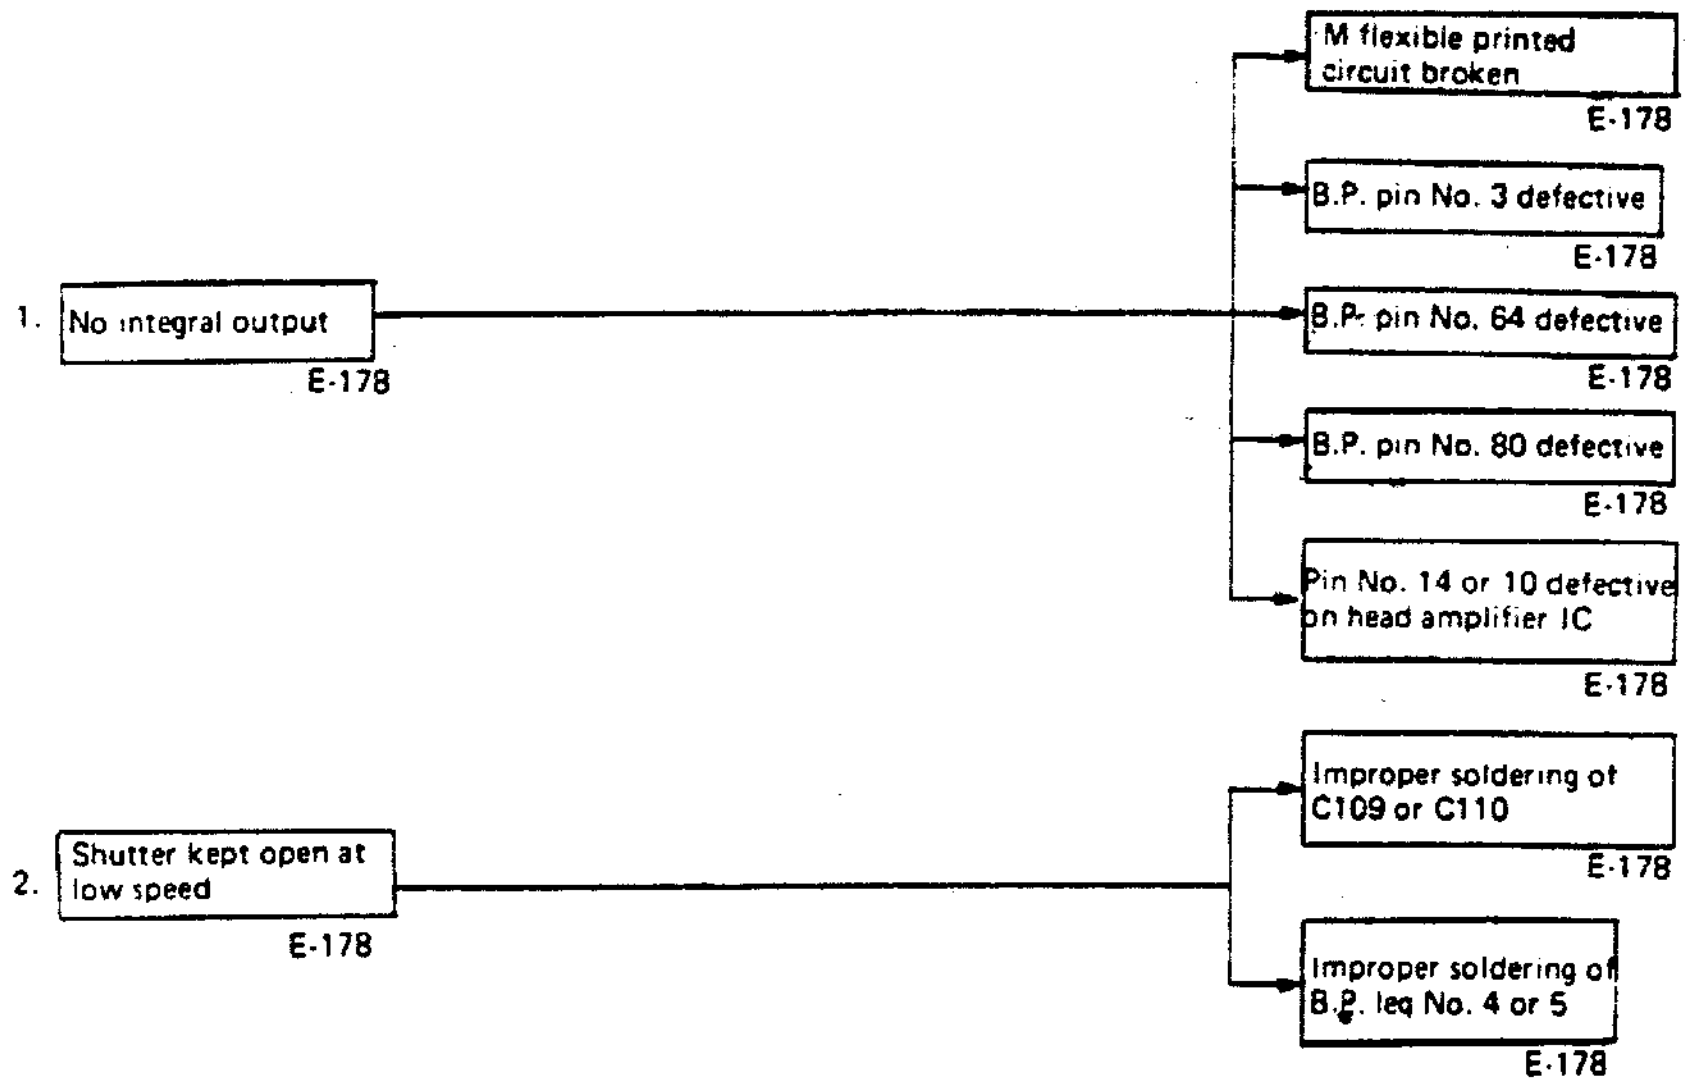 1. No integral output
E-178
M flexible printed
circuit broken
E-178
B.P. pin No. 3 defective
E-178
B.P. pin No. 64 defective
E-178
B.P. pin No. 80 defective
E-178
Pin No. 14 or 10 defective
on head amplifier IC
E-178
2. Shutter kept open at
low speed
E-178
Improper soldering of
C109 or C110
E-178
Improper soldering of
B.P. leg No. 4 or 5
E-178